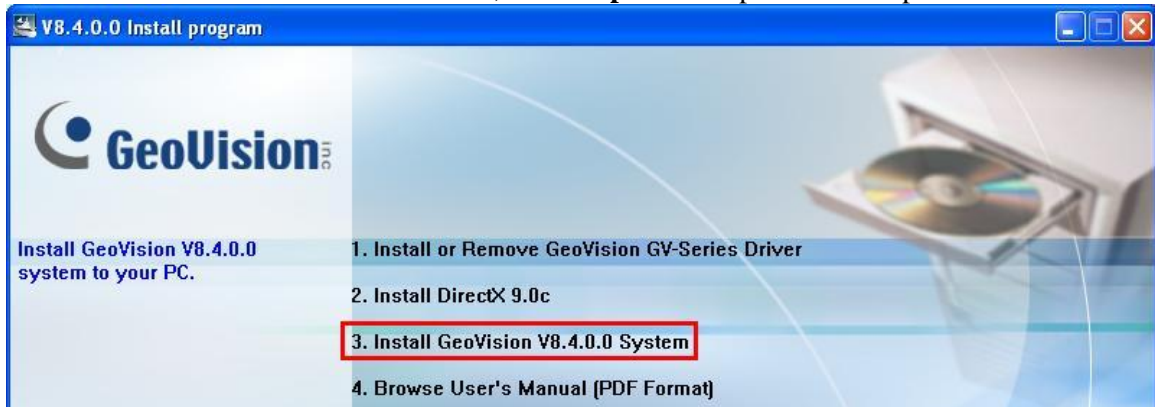 V8.4.0.0 Install program
GeoVision inc
Install GeoVision V8.4.0.0
system to your PC.
1. Install or Remove GeoVision GV-Series Driver
2. Install DirectX 9.0c
3. Install GeoVision V8.4.0.0 System
4. Browse User's Manual (PDF Format)